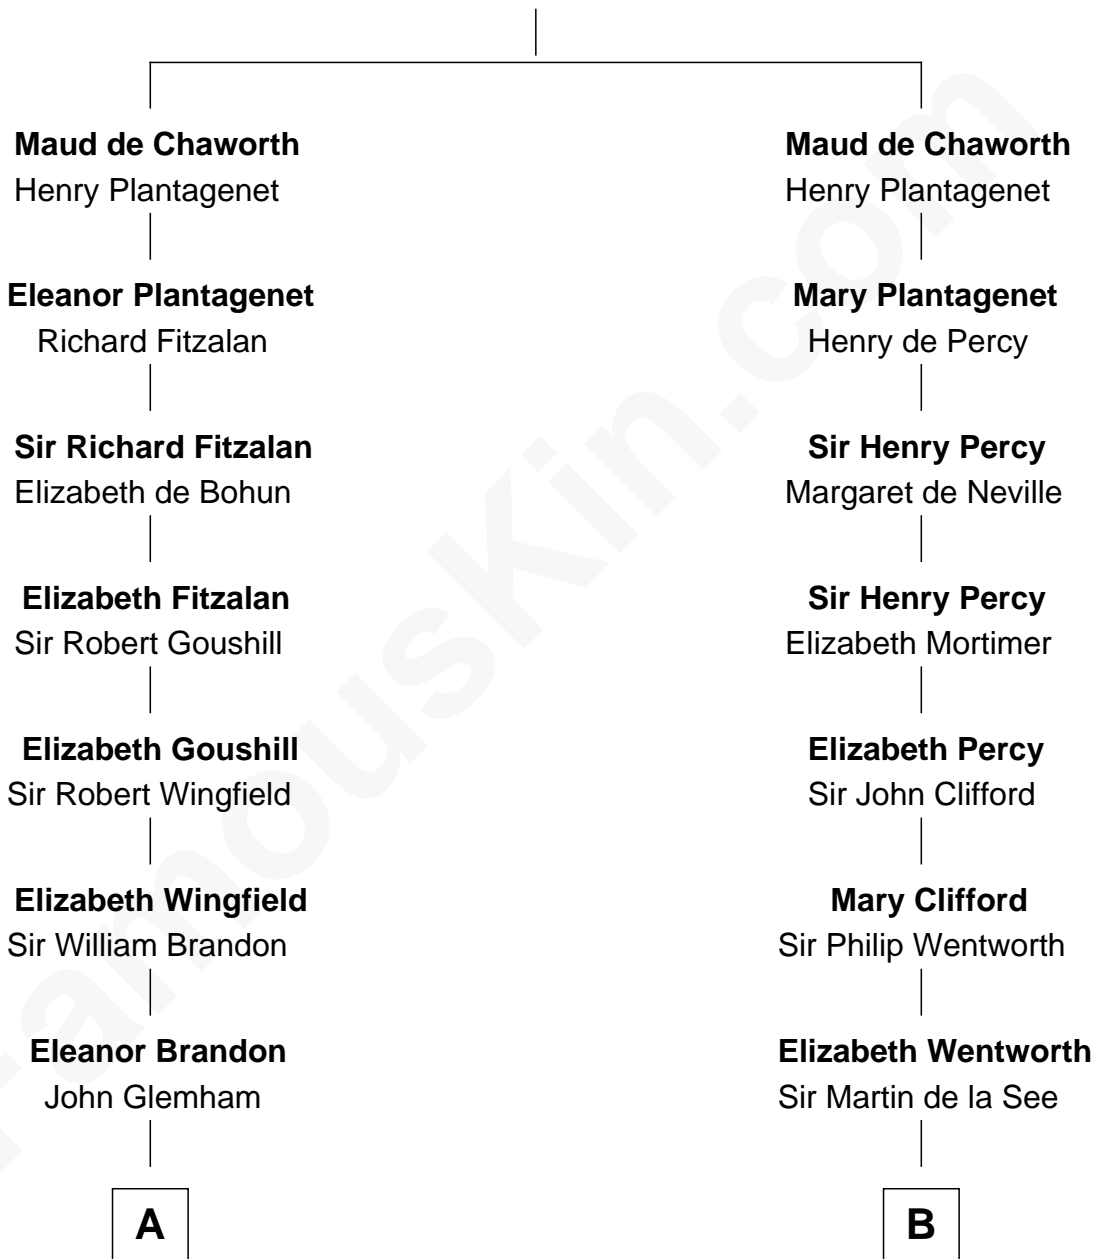 Maud de Chaworth
Henry Plantagenet
Eleanor Plantagenet
Richard Fitzalan
Sir Richard Fitzalan
Elizabeth de Bohun
Elizabeth Fitzalan
Sir Robert Goushill
Elizabeth Goushill
Sir Robert Wingfield
Elizabeth Wingfield
Sir William Brandon
Eleanor Brandon
John Glemham
A
Maud de Chaworth
Henry Plantagenet
Mary Plantagenet
Henry de Percy
Sir Henry Percy
Margaret de Neville
Sir Henry Percy
Elizabeth Mortimer
Elizabeth Percy
Sir John Clifford
Mary Clifford
Sir Philip Wentworth
Elizabeth Wentworth
Sir Martin de la See
B
FamousKin.com